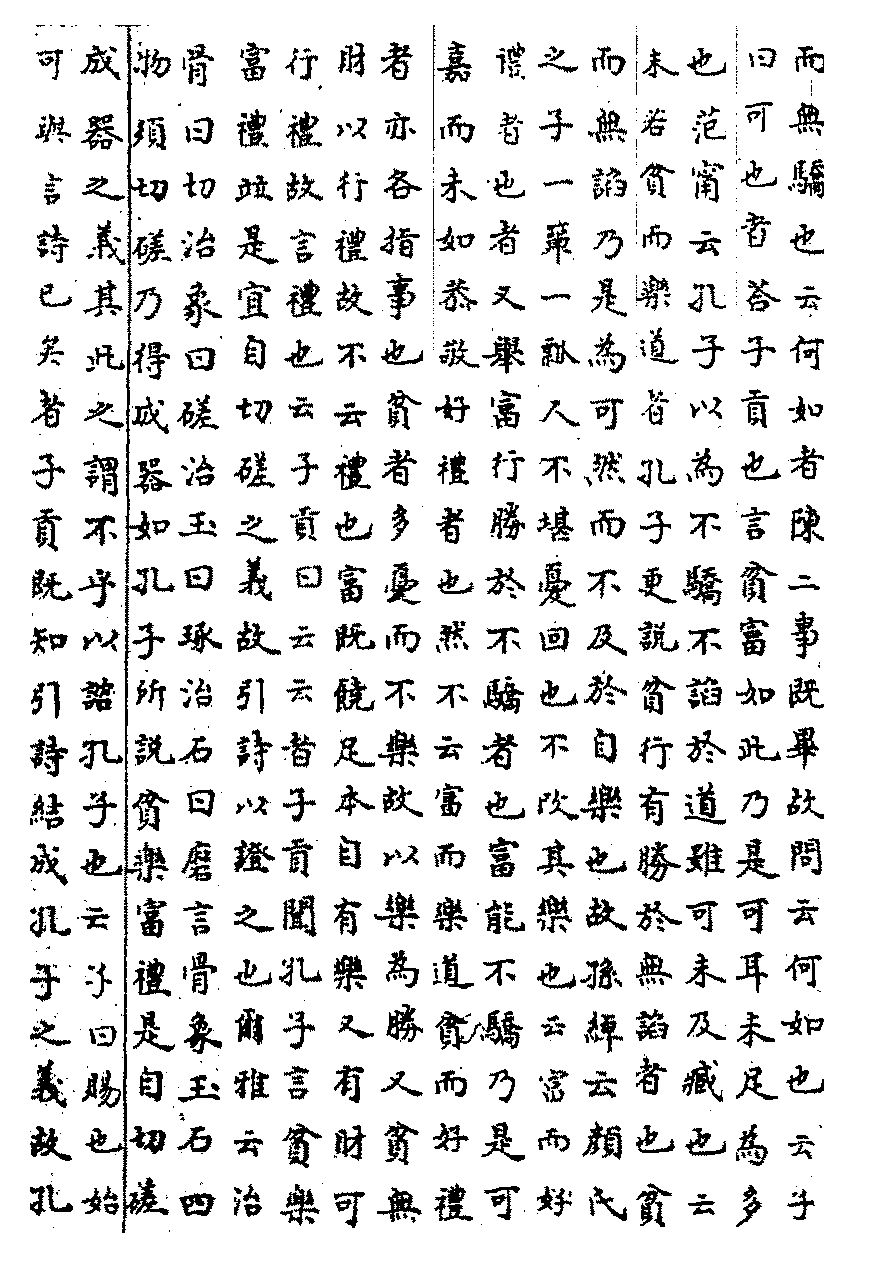 而無驕也云何如者陳二事既畢故問云何如也云子
曰可也者荅子貢也言貧富如此乃是可耳未足為多
也范甯云孔子以為不驕不謟於道雖可未及臧也云
未若貧而樂道者孔子更説貧行有勝於無謟者也貧
而無謟乃是為可然而不及於自樂也故孫綽云顔氏
之子一簞一瓢人不堪憂回也不改其樂也云富而好
禮者也者又舉富行勝於不驕者也富能不驕乃是可
嘉而未如恭敬好禮者也然不云富而樂道貧而好禮
者亦各指事也貧者多憂而不樂故以樂為勝又貧無
財以行禮故不云禮也富既饒足本自有樂又有財可
行禮故言禮也云子貢曰云云者子貢聞孔子言貧樂
富禮並是宜自切磋之義故引詩以證之也爾雅云治
骨曰切治象曰磋治玉曰琢治石曰磨言骨象玉石四
物須切磋乃得成器如孔子所説貧樂富禮是自切磋
成器之義其此之謂不乎以諮孔子也云子曰賜也始
可與言詩已矣者子貢既知引詩結成孔子之義故孔